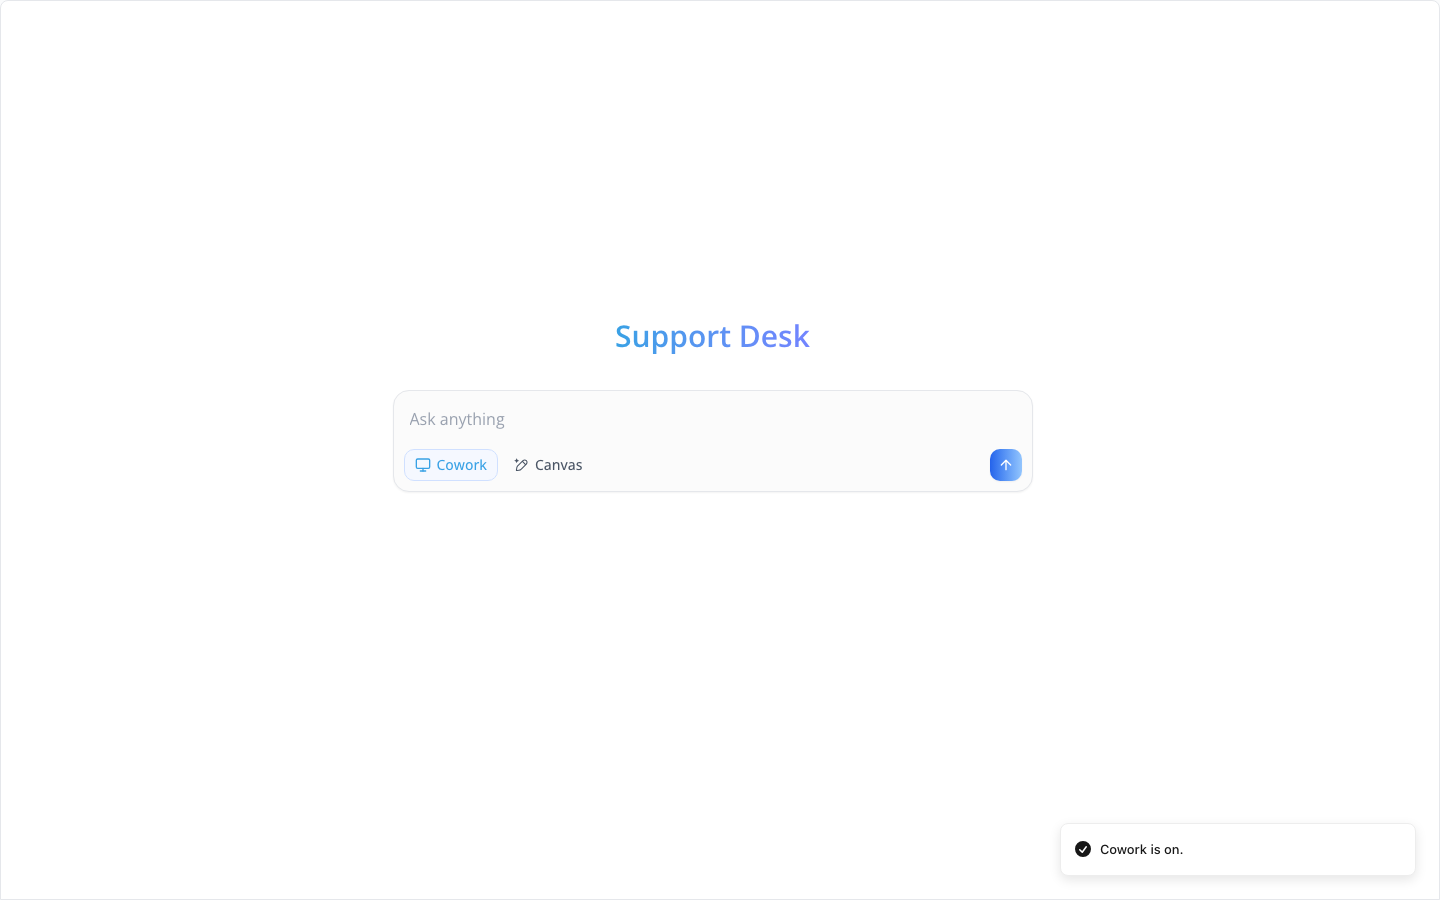 Support Desk
Ask anything
Cowork
Canvas
Cowork is on.